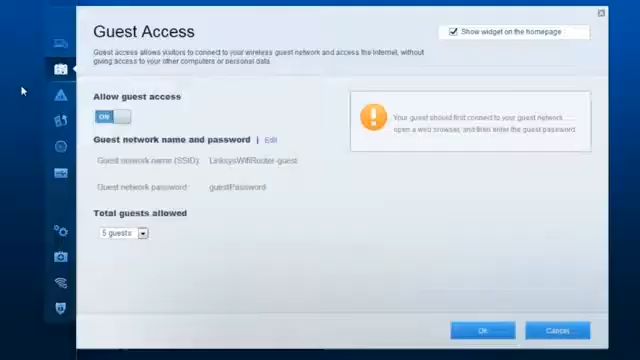 Guest Access
Show widget on the homepage
Guest access allows visitors to connect to your wireless guest network and access the Internet, without
giving access to your other computers or personal data.
Allow guest access
ON
Your guest should first connect to your guest network......
open a web browser, and then enter the guest password.
Guest network name and password | Edit
Guest network name (SSID): LinksysWifiRouter-guest
Guest network password: guestPassword
Total guests allowed
5 guests
Ok
Cancel